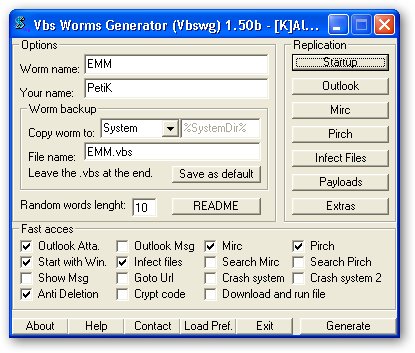 Vbs Worms Generator (Vbswg) 1.50b - [K]Al...
Options
Worm name: EMM
Your name: PetiK
Worm backup
Copy worm to: System %SystemDir%
File name: EMM.vbs
Leave the .vbs at the end. Save as default
Random words lenght: 10 README
Replication
Startup
Outlook
Mirc
Pirch
Infect Files
Payloads
Extras
Fast acces
Outlook Atta. Outlook Msg Mirc Pirch
Start with Win. Infect files Search Mirc Search Pirch
Show Msg Goto Url Crash system Crash system 2
Anti Deletion Crypt code Download and run file
About Help Contact Load Pref. Exit Generate